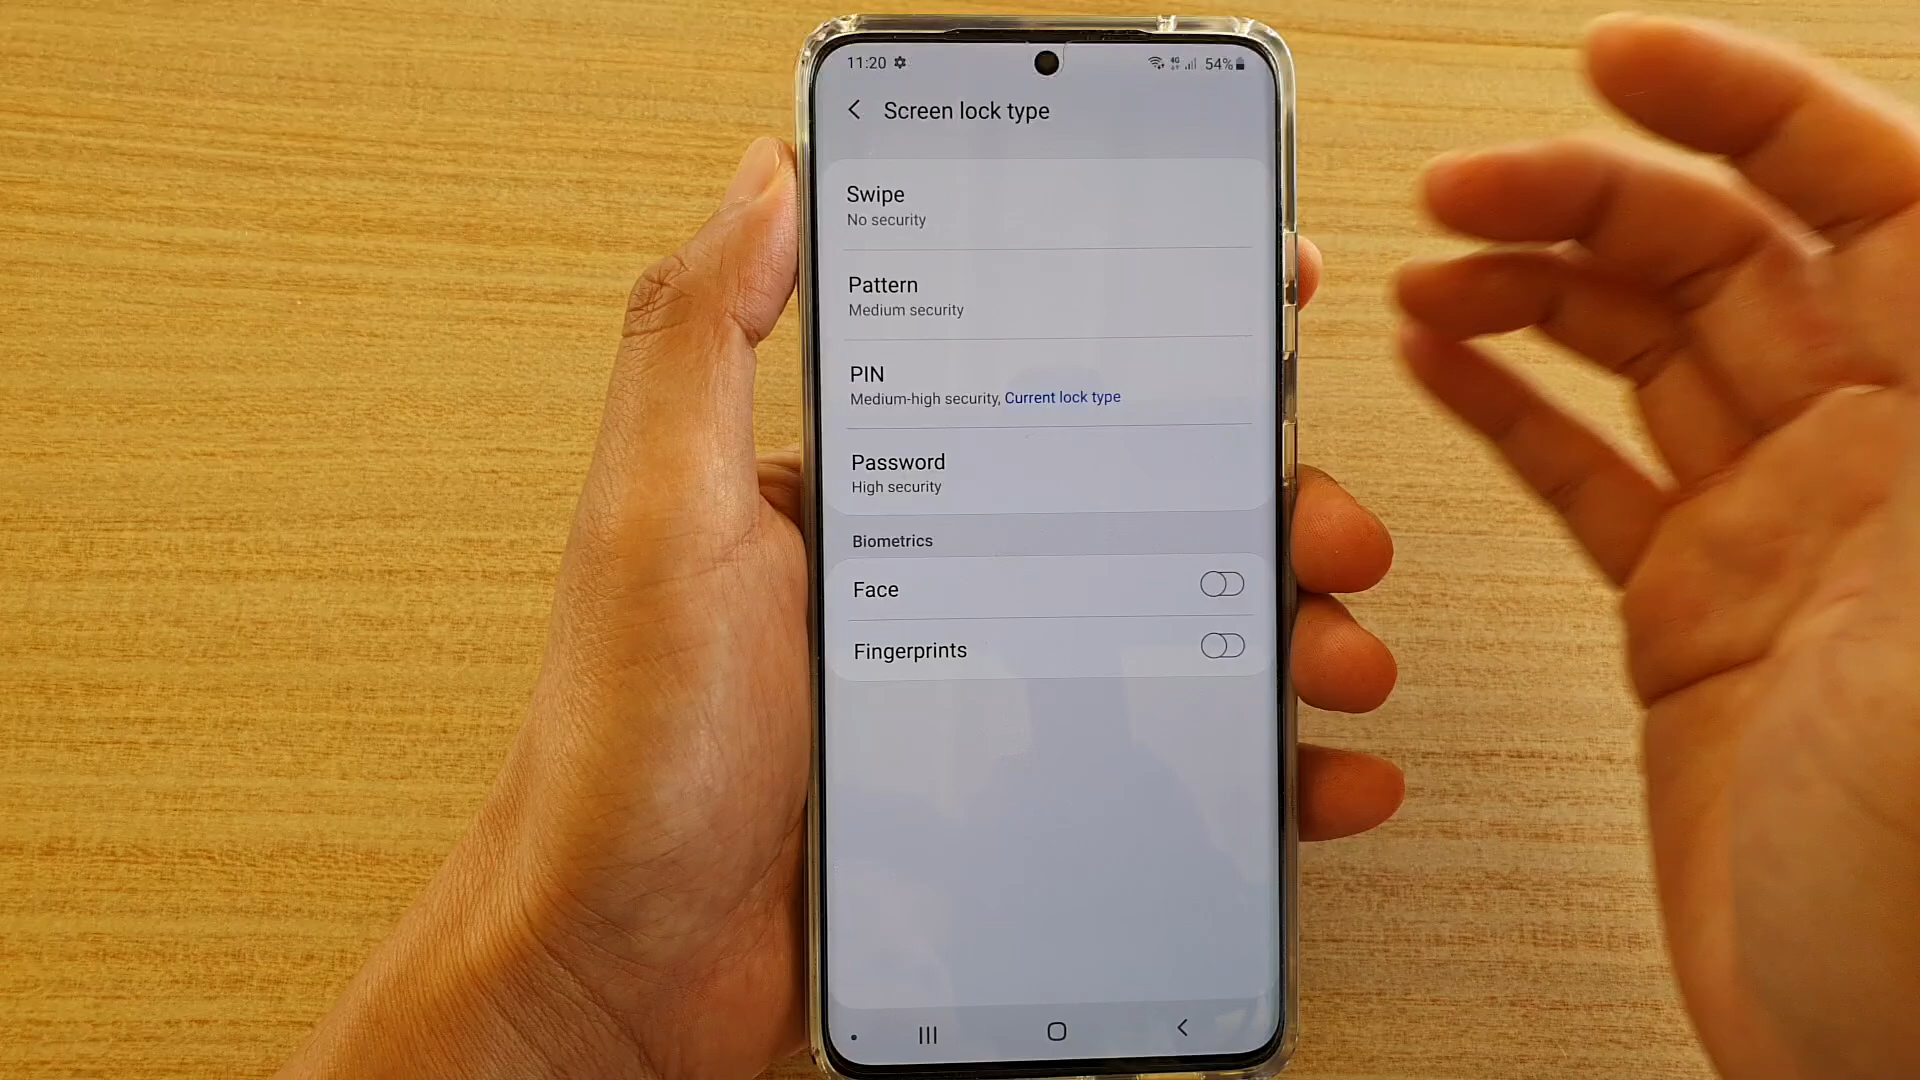 11:20
4G 54%
Screen lock type
Swipe
No security
Pattern
Medium security
PIN
Medium-high security, Current lock type
Password
High security
Biometrics
Face
Fingerprints